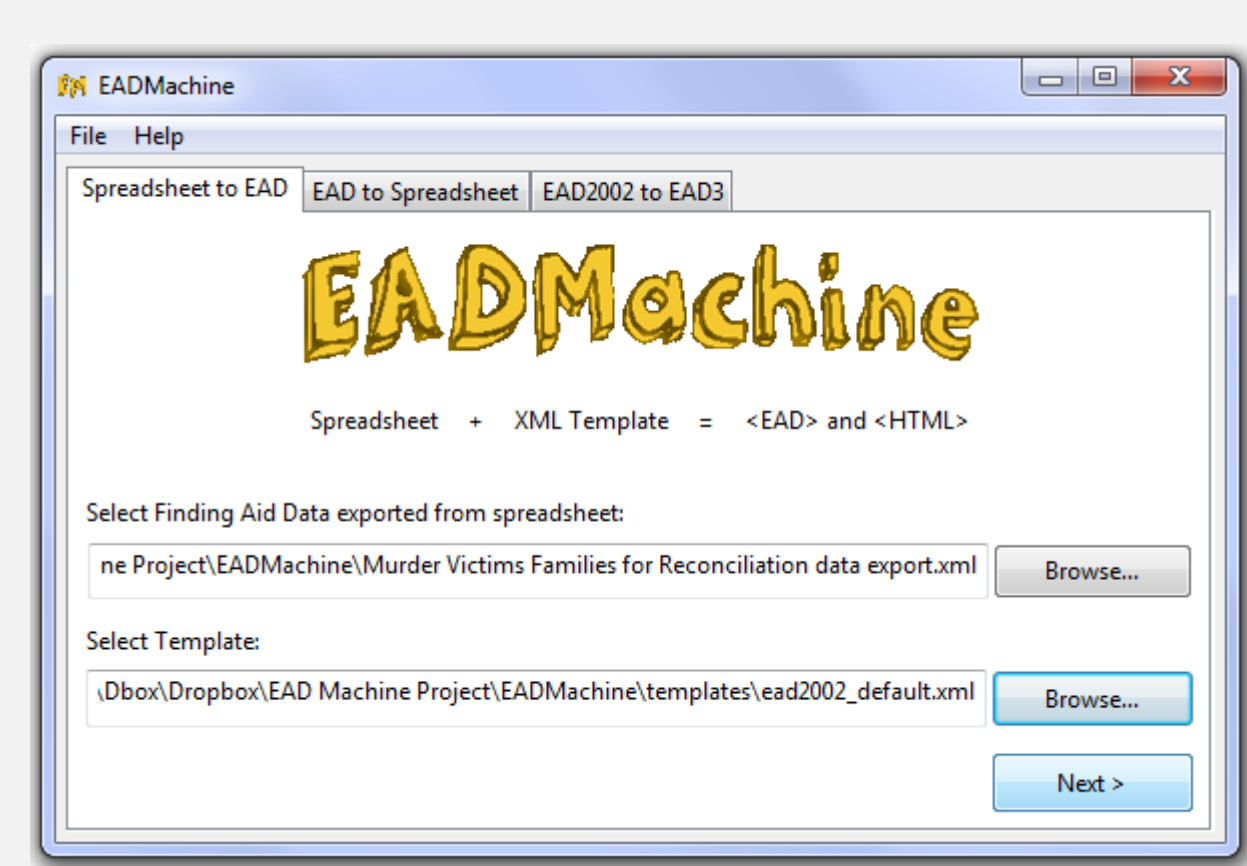 EADMachine
File Help
Spreadsheet to EAD EAD to Spreadsheet EAD2002 to EAD3
EADMachine
Spreadsheet + XML Template = <EAD> and <HTML>
Select Finding Aid Data exported from spreadsheet:
ne Project\EADMachine\Murder Victims Families for Reconciliation data export.xml Browse...
Select Template:
\Dbox\Dropbox\EAD Machine Project\EADMachine\templates\ead2002_default.xml Browse...
Next >